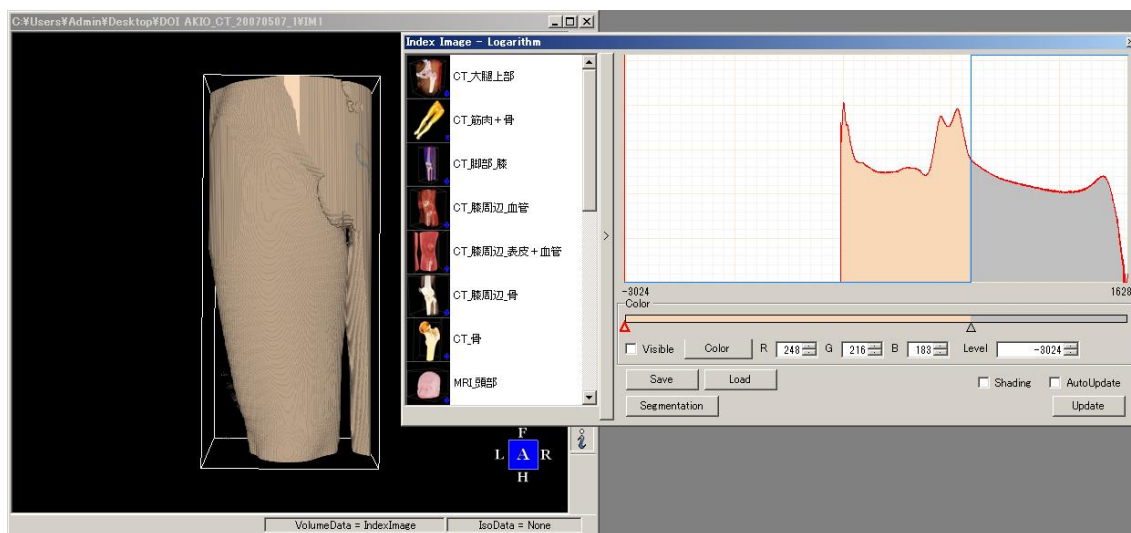 C:¥Users¥Admin¥Desktop¥DOI AKIO_CT_20070507_1¥IM1
Index Image - Logarithm
CT_大腿上部
CT_筋肉+骨
CT_脚部_膝
CT_膝周辺_血管
CT_膝周辺_表皮+血管
CT_膝周辺_骨
CT_骨
MRI_頭部
>
-3024 1628
Color
Visible Color R 248 G 216 B 183 Level -3024
Save Load Shading AutoUpdate
Segmentation Update
F
L A R
H
i
VolumeData = IndexImage IsoData = None